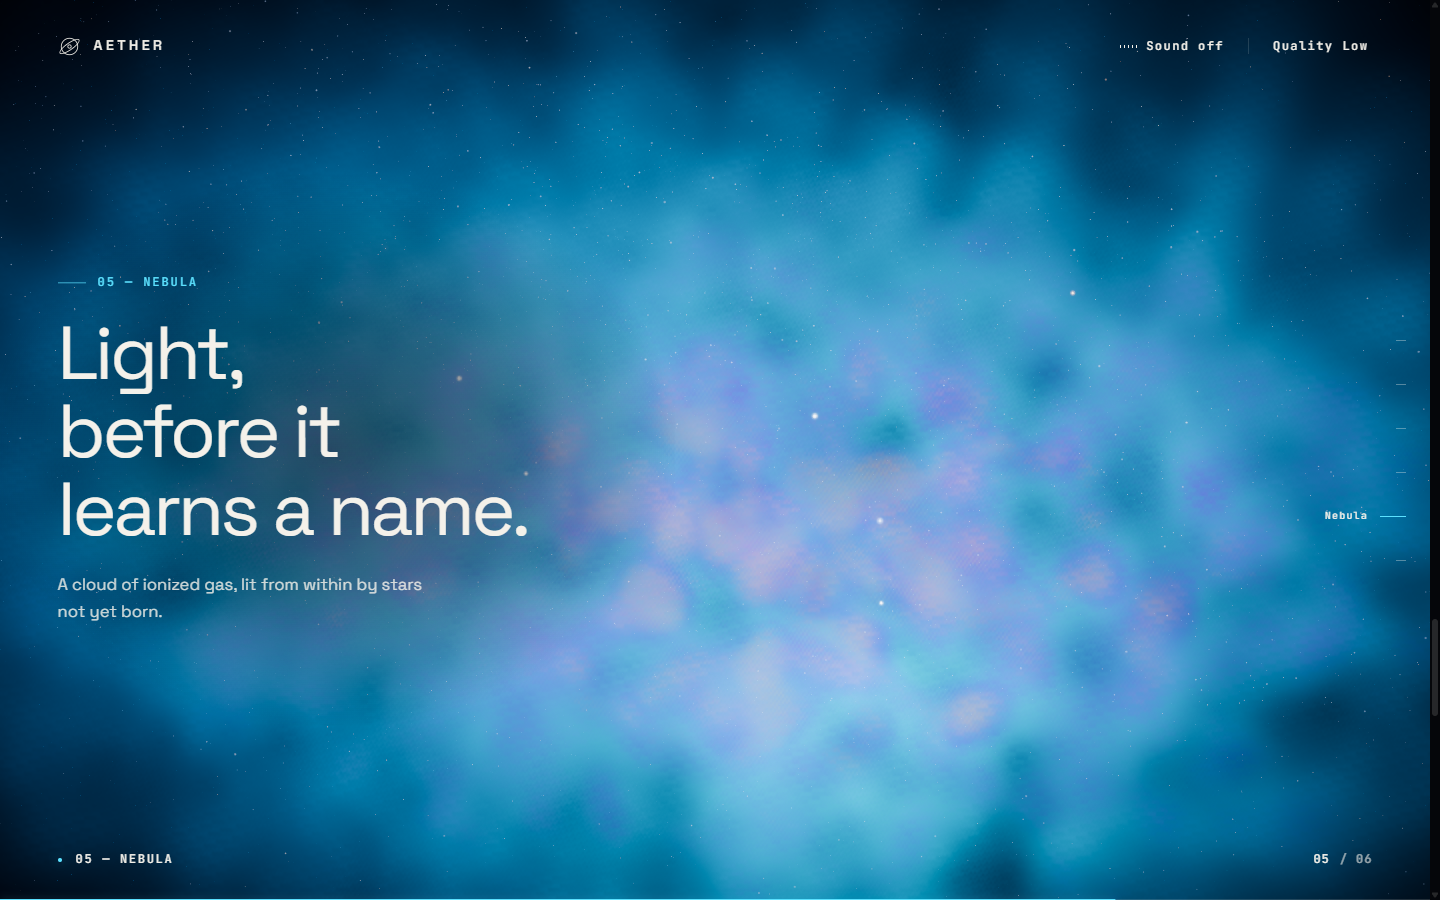 AETHER
Sound off
Quality Low
05 — NEBULA
Light,
before it
learns a name.
A cloud of ionized gas, lit from within by stars
not yet born.
Nebula
05 — NEBULA
05 / 06